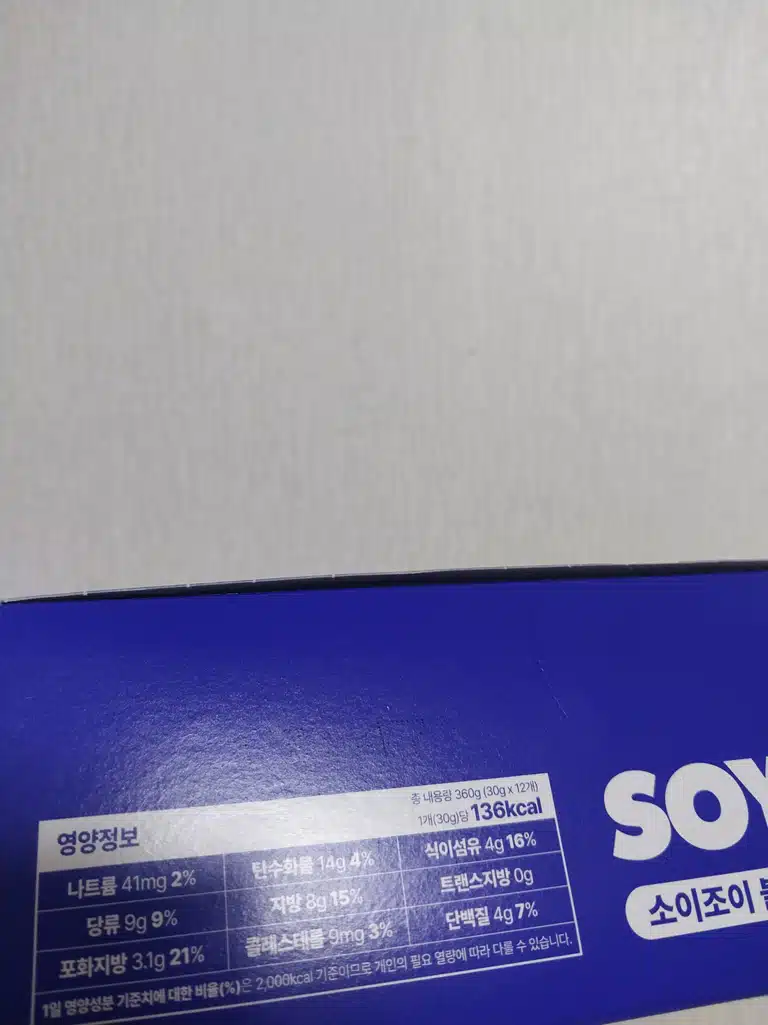 총 내용량 360g (30g x 12개)
영양정보 1개(30g)당 136kcal
나트륨 41mg 2% 탄수화물 14g 4% 식이섬유 4g 16%
당류 9g 9% 지방 8g 15% 트랜스지방 0g
포화지방 3.1g 21% 콜레스테롤 9mg 3% 단백질 4g 7%
1일 영양성분 기준치에 대한 비율(%)은 2,000kcal 기준이므로 개인의 필요 열량에 따라 다를 수 있습니다.
SOY
소이조이